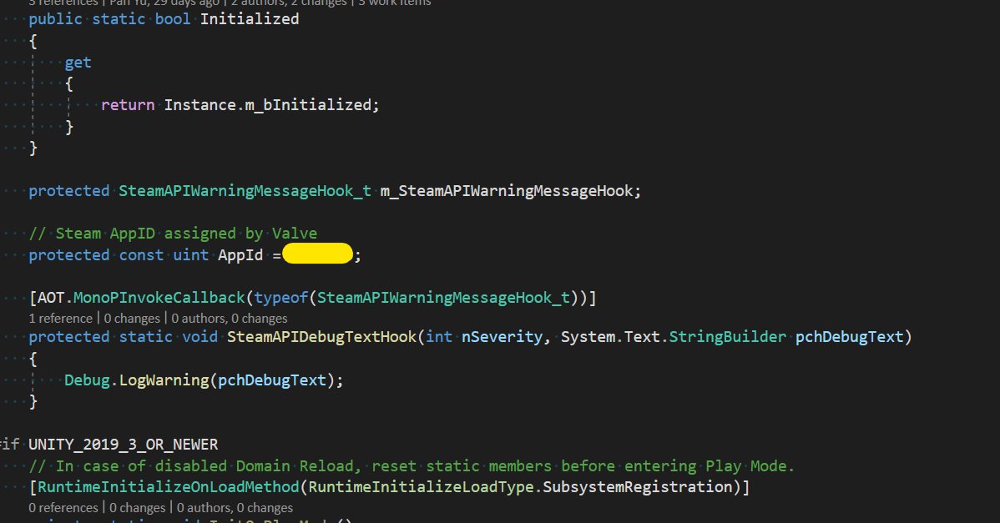 3 references | Pan Yu, 29 days ago | 2 authors, 2 changes | 3 work items
public static bool Initialized
{
get
{
return Instance.m_bInitialized;
}
}
protected SteamAPIWarningMessageHook_t m_SteamAPIWarningMessageHook;
// Steam AppID assigned by Valve
protected const uint AppId = ;
[AOT.MonoPInvokeCallback(typeof(SteamAPIWarningMessageHook_t))]
1 reference | 0 changes | 0 authors, 0 changes
protected static void SteamAPIDebugTextHook(int nSeverity, System.Text.StringBuilder pchDebugText)
{
Debug.LogWarning(pchDebugText);
}
#if UNITY_2019_3_OR_NEWER
// In case of disabled Domain Reload, reset static members before entering Play Mode.
[RuntimeInitializeOnLoadMethod(RuntimeInitializeLoadType.SubsystemRegistration)]
0 references | 0 changes | 0 authors, 0 changes